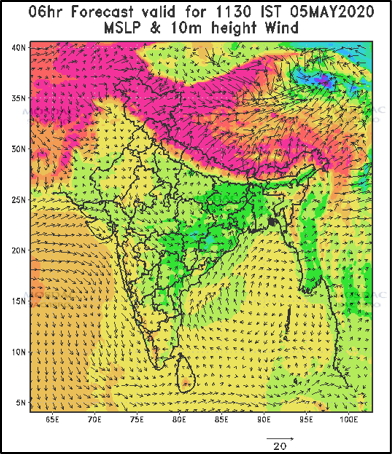 06hr Forecast valid for 1130 IST 05MAY2020
MSLP & 10m height Wind
40N
35N
30N
25N
20N
15N
10N
5N
65E 70E 75E 80E 85E 90E 95E 100E
20